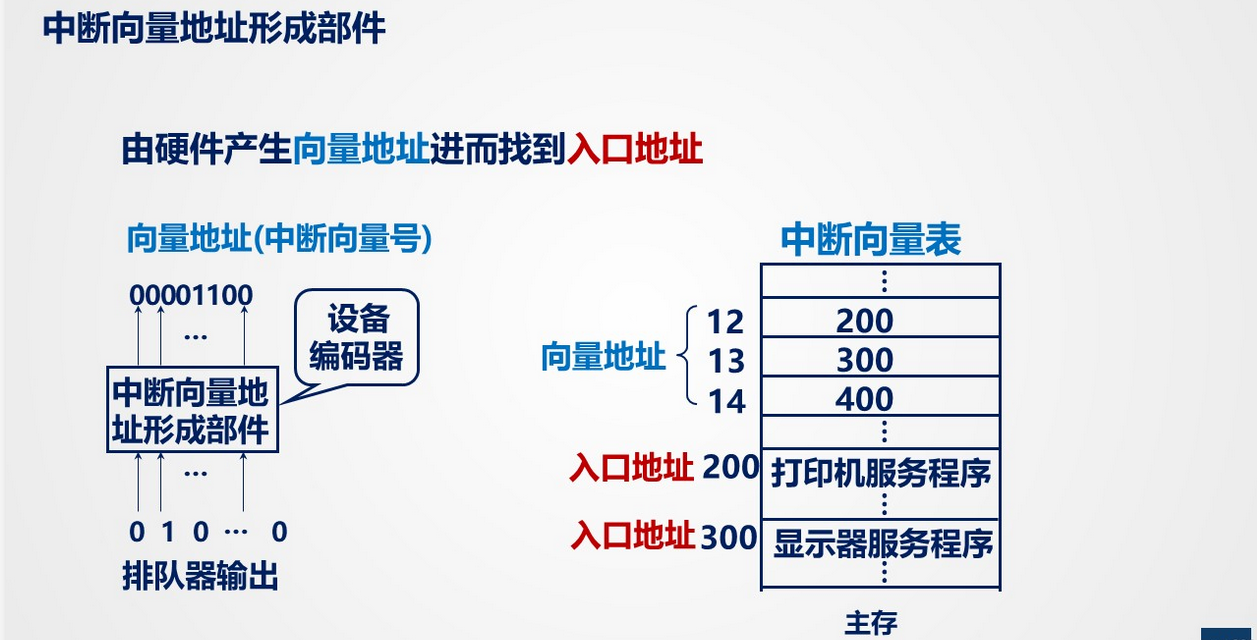 中断向量地址形成部件
由硬件产生向量地址进而找到入口地址
向量地址(中断向量号)
00001100
...
设备
编码器
中断向量地
址形成部件
...
0 1 0 ... 0
排队器输出
中断向量表
⋮
12 200
向量地址 13 300
14 400
⋮
入口地址 200 打印机服务程序
⋮
入口地址 300 显示器服务程序
⋮
主存